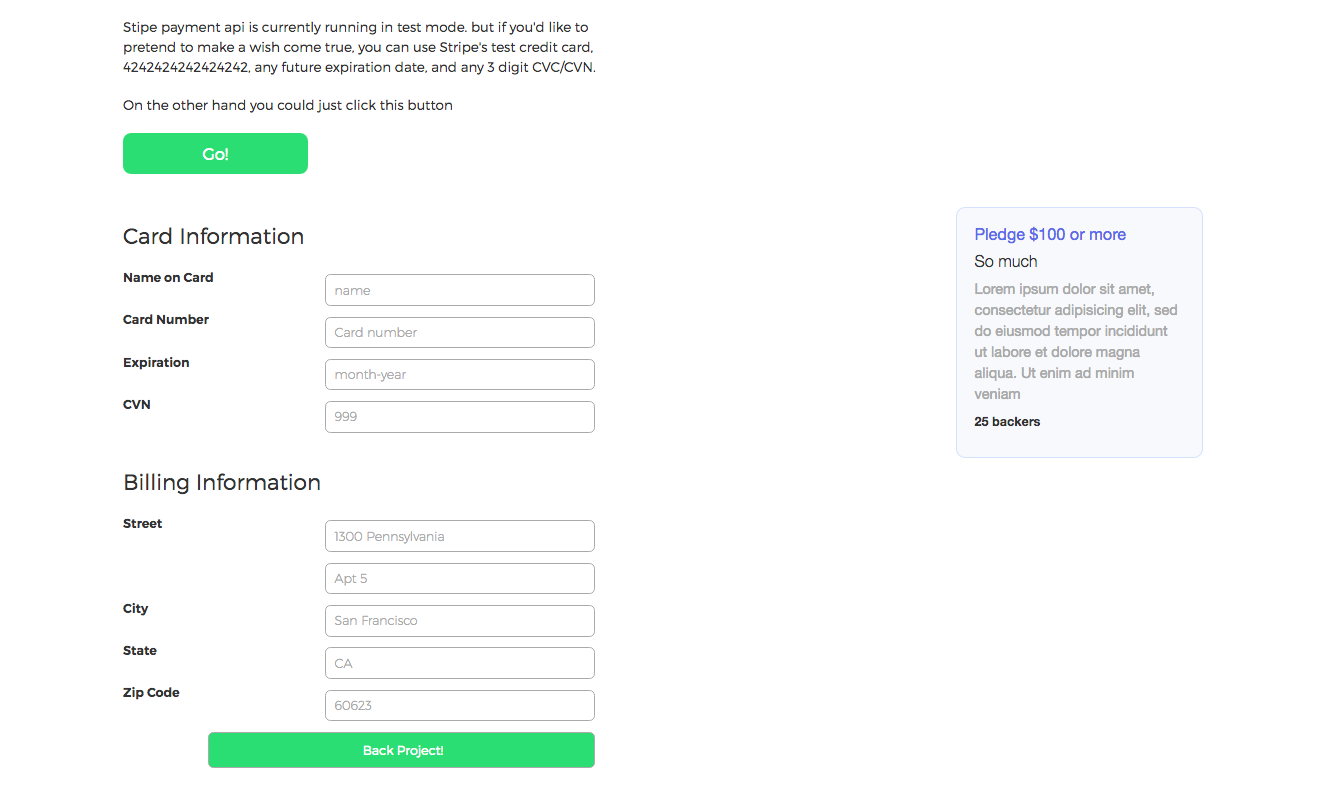 Stipe payment api is currently running in test mode. but if you'd like to
pretend to make a wish come true, you can use Stripe's test credit card,
4242424242424242, any future expiration date, and any 3 digit CVC/CVN.
On the other hand you could just click this button
Go!
Card Information
Name on Card
name
Card Number
Card number
Expiration
month-year
CVN
999
Billing Information
Street
1300 Pennsylvania
Apt 5
City
San Francisco
State
CA
Zip Code
60623
Back Project!
Pledge $100 or more
So much
Lorem ipsum dolor sit amet,
consectetur adipisicing elit, sed
do eiusmod tempor incididunt
ut labore et dolore magna
aliqua. Ut enim ad minim
veniam
25 backers